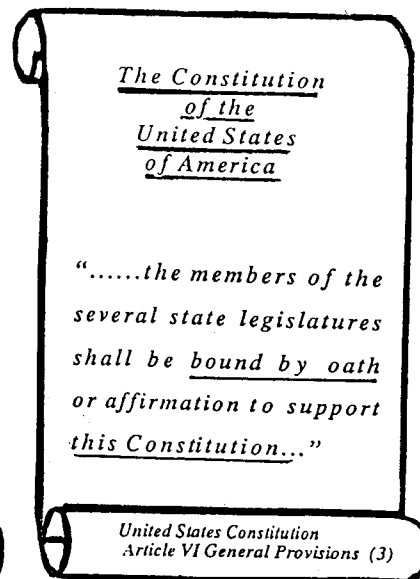 The Constitution
of the
United States
of America
“......the members of the
several state legislatures
shall be bound by oath
or affirmation to support
this Constitution...”
United States Constitution
Article VI General Provisions (3)